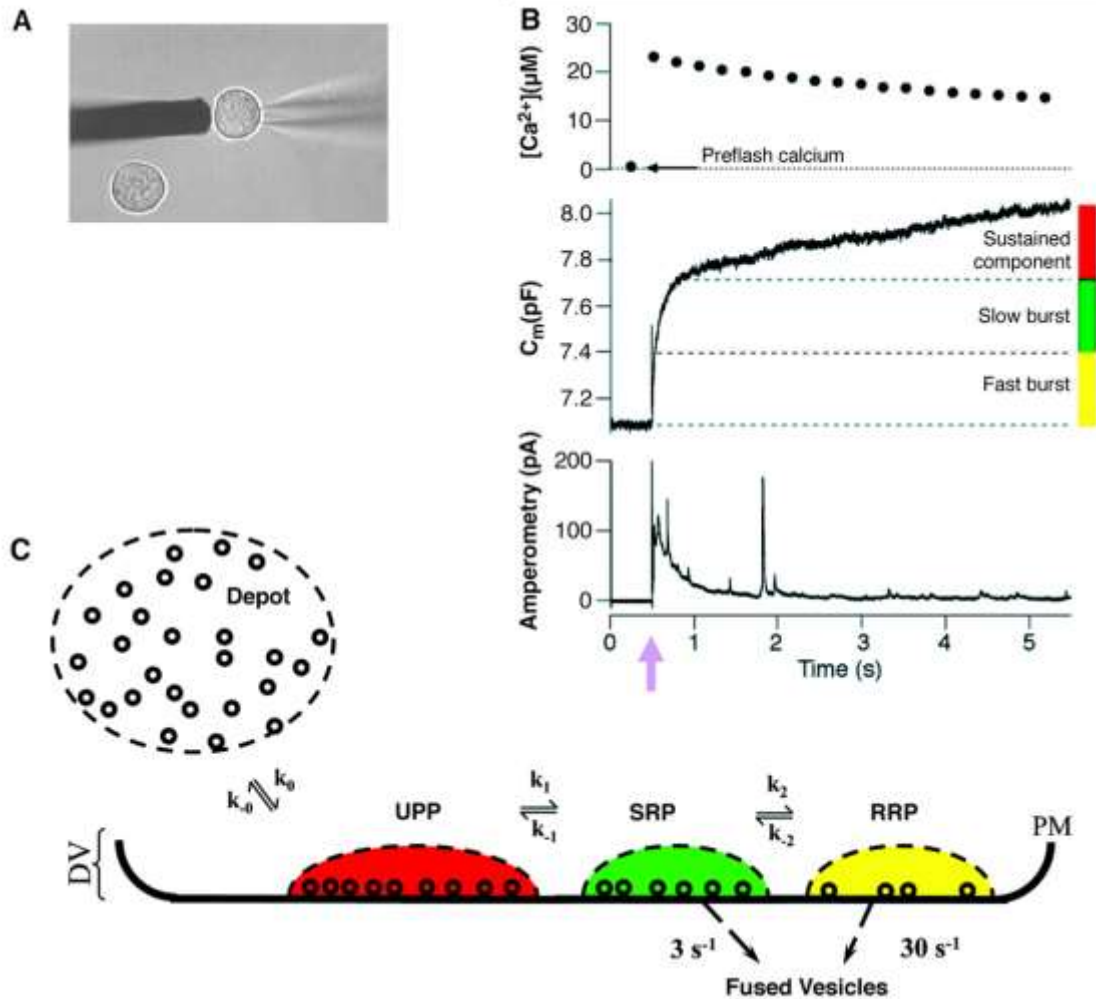 A
B
[Ca²⁺](µM)
30
20
10
0
Preflash calcium
Cₘ(pF)
8.0
7.8
7.6
7.4
7.2
Sustained
component
Slow burst
Fast burst
Amperometry (pA)
200
100
0
0 1 2 3 4 5
Time (s)
C
Depot
k₋₀ k₀
UPP
k₁
k₋₁
SRP
k₂
k₋₂
RRP
PM
DV
3 s⁻¹
30 s⁻¹
Fused Vesicles